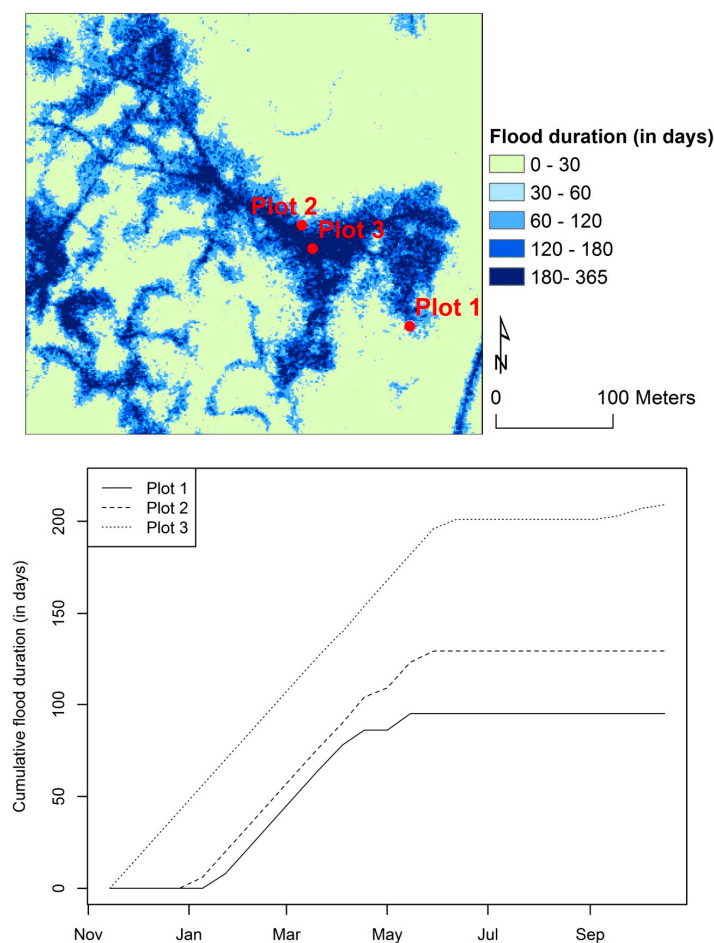 Flood duration (in days)
0 - 30
30 - 60
60 - 120
120 - 180
180- 365
Plot 2
Plot 3
Plot 1
N
0 100 Meters
Plot 1
Plot 2
Plot 3
Cumulative flood duration (in days)
200
150
100
50
0
Nov Jan Mar May Jul Sep